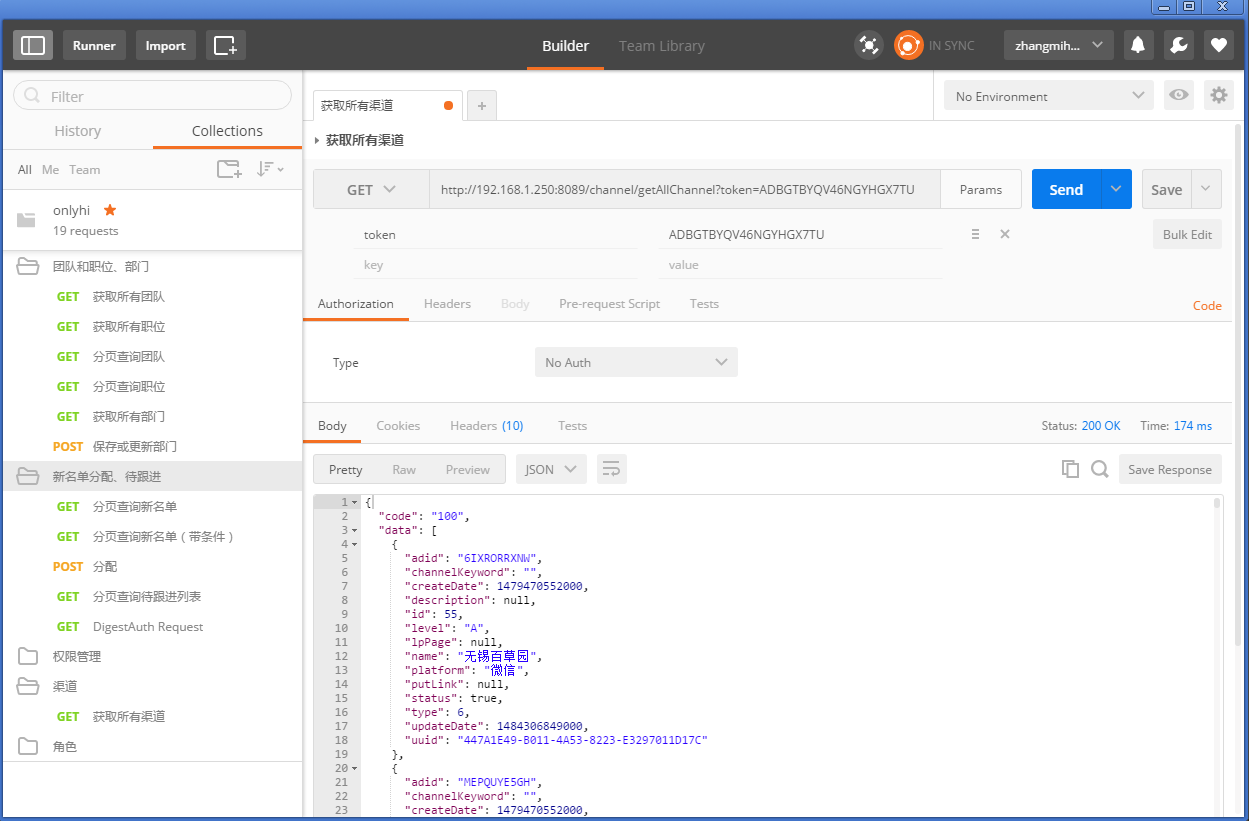 Runner
Import
Builder
Team Library
IN SYNC
zhangmih...
Filter
History
Collections
All Me Team
onlyhi
19 requests
团队和职位、部门
GET 获取所有团队
GET 获取所有职位
GET 分页查询团队
GET 分页查询职位
GET 获取所有部门
POST 保存或更新部门
新名单分配、待跟进
GET 分页查询新名单
GET 分页查询新名单（带条件）
POST 分配
GET 分页查询待跟进列表
GET DigestAuth Request
权限管理
渠道
GET 获取所有渠道
角色
获取所有渠道
+
No Environment
获取所有渠道
GET
http://192.168.1.250:8089/channel/getAllChannel?token=ADBGTBYQV46NGYHGX7TU
Params
Send
Save
token ADBGTBYQV46NGYHGX7TU
Bulk Edit
key value
Authorization Headers Body Pre-request Script Tests
Code
Type No Auth
Body Cookies Headers (10) Tests
Status: 200 OK Time: 174 ms
Pretty Raw Preview JSON
Save Response
1 {
2 "code": "100",
3 "data": [
4 {
5 "adid": "6IXRORRXNW",
6 "channelKeyword": "",
7 "createDate": 1479470552000,
8 "description": null,
9 "id": 55,
10 "level": "A",
11 "lpPage": null,
12 "name": "无锡百草园",
13 "platform": "微信",
14 "putLink": null,
15 "status": true,
16 "type": 6,
17 "updateDate": 1484306849000,
18 "uuid": "447A1E49-B011-4A53-8223-E3297011D17C"
19 },
20 {
21 "adid": "MEPQUYE5GH",
22 "channelKeyword": "",
23 "createDate": 1479470552000,